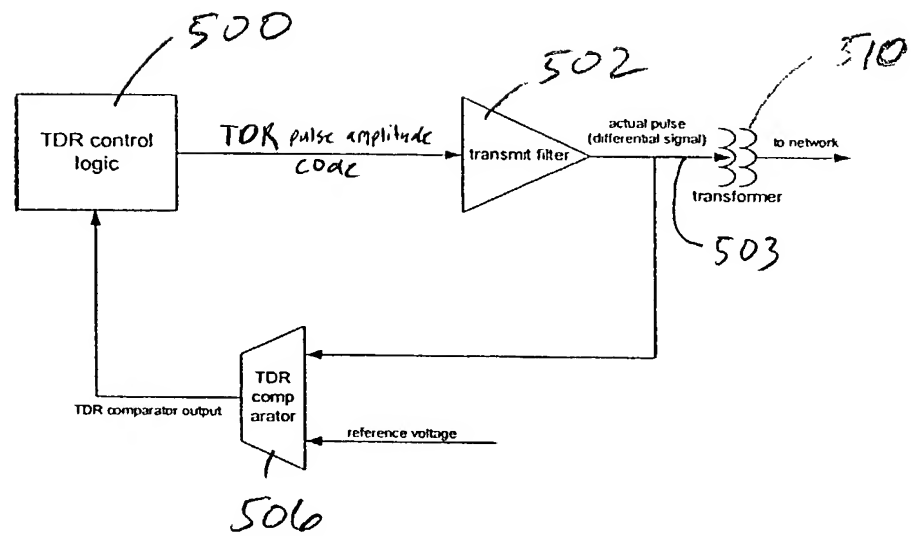 500
502
510
TDR control
logic
TDR pulse amplitude
code
transmit filter
actual pulse
(differential signal)
to network
transformer
503
TDR
comp
arator
TDR comparator output
reference voltage
506